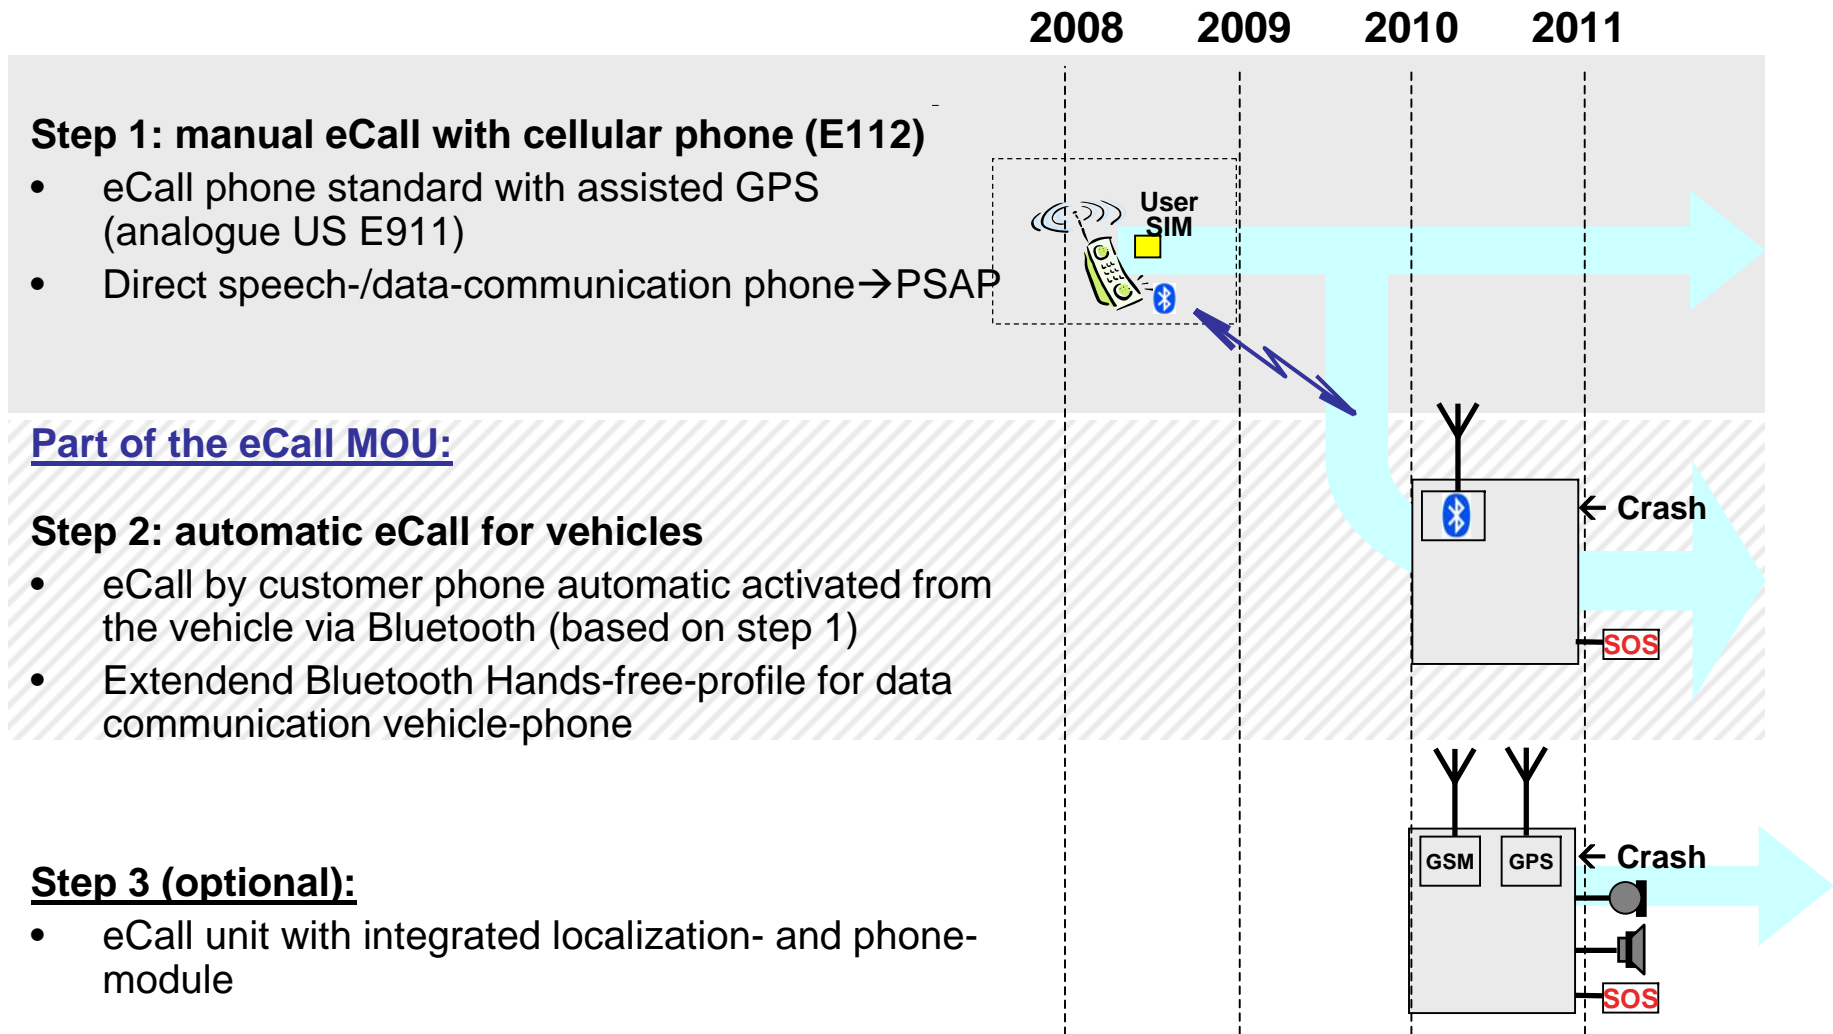 2008 2009 2010 2011
Step 1: manual eCall with cellular phone (E112)
• eCall phone standard with assisted GPS
(analogue US E911)
• Direct speech-/data-communication phone→PSAP
User
SIM
Part of the eCall MOU:
Step 2: automatic eCall for vehicles
• eCall by customer phone automatic activated from
the vehicle via Bluetooth (based on step 1)
• Extendend Bluetooth Hands-free-profile for data
communication vehicle-phone
← Crash
SOS
Step 3 (optional):
• eCall unit with integrated localization- and phone-
module
GSM GPS ← Crash
SOS